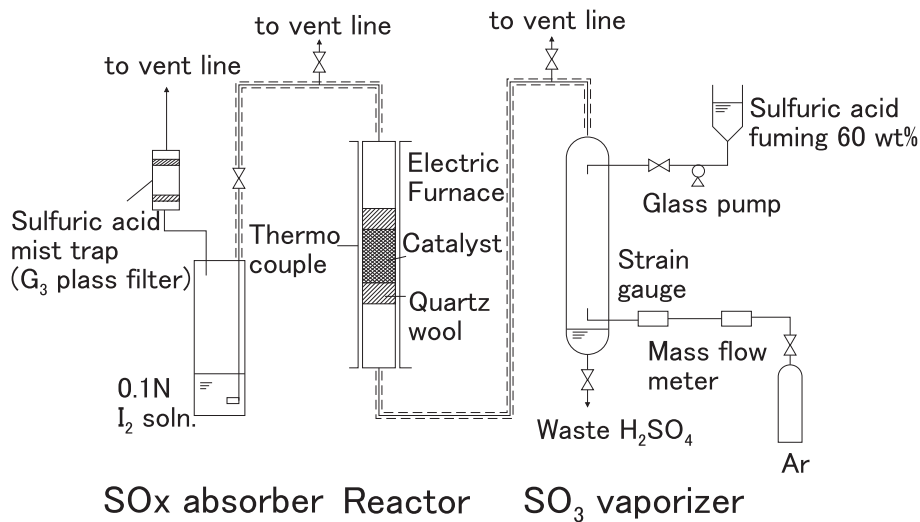 to vent line
to vent line
to vent line
Sulfuric acid
fuming 60 wt%
Glass pump
Electric
Furnace
Sulfuric acid
mist trap
(G₃ plass filter)
Thermo
couple
Catalyst
Strain
gauge
Quartz
wool
Mass flow
meter
0.1N
I₂ soln.
Waste H₂SO₄
Ar
SOx absorber Reactor SO₃ vaporizer